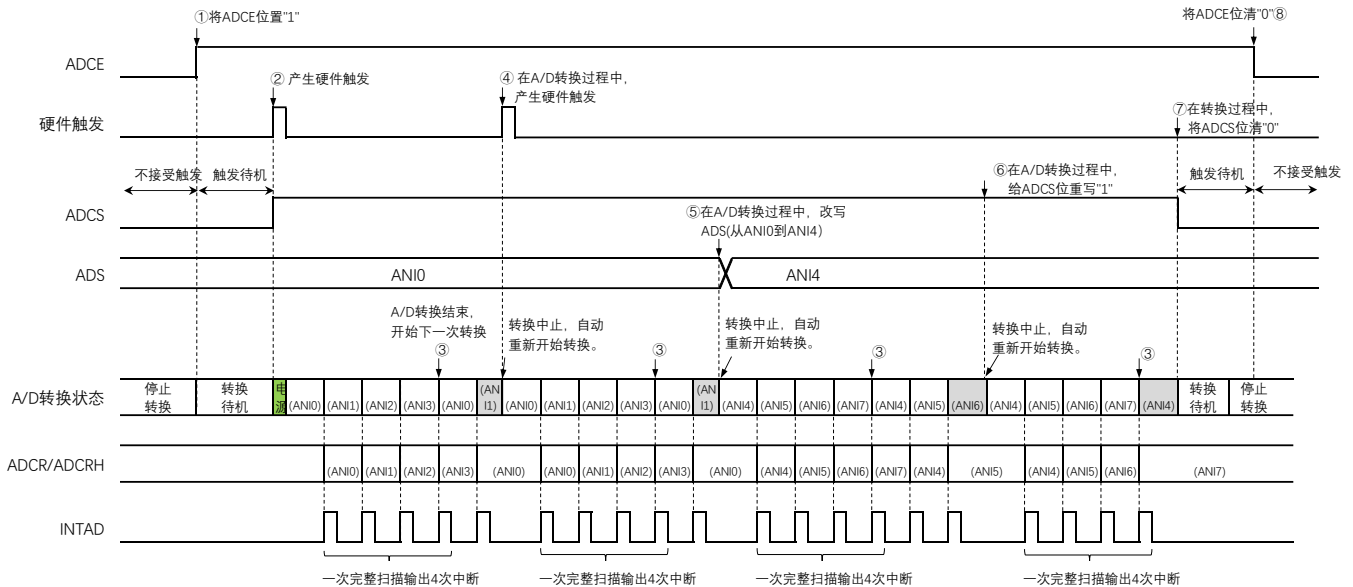 ①将ADCE位置"1"
将ADCE位清"0"⑧
ADCE
② 产生硬件触发
④ 在A/D转换过程中，
产生硬件触发
⑦在转换过程中，
将ADCS位清"0"
硬件触发
不接受触发
触发待机
⑥在A/D转换过程中，
给ADCS位重写"1"
触发待机
不接受触发
ADCS
⑤在A/D转换过程中，改写
ADS(从ANI0到ANI4）
ADS
ANI0
ANI4
A/D转换结束，
开始下一次转换
③
转换中止，自动
重新开始转换。
③
转换中止，自动
重新开始转换。
③
转换中止，自动
重新开始转换。
③
A/D转换状态
停止
转换
转换
待机
电
源
(ANI0) (ANI1) (ANI2) (ANI3) (ANI0)
(AN
I1)
(ANI0) (ANI1) (ANI2) (ANI3) (ANI0)
(AN
I1)
(ANI4) (ANI5) (ANI6) (ANI7) (ANI4) (ANI5) (ANI6) (ANI4) (ANI5) (ANI6) (ANI7) (ANI4)
转换
待机
停止
转换
ADCR/ADCRH
(ANI0) (ANI1) (ANI2) (ANI3) (ANI0) (ANI0) (ANI1) (ANI2) (ANI3) (ANI0) (ANI4) (ANI5) (ANI6) (ANI7) (ANI4) (ANI5) (ANI4) (ANI5) (ANI6) (ANI7)
INTAD
一次完整扫描输出4次中断
一次完整扫描输出4次中断
一次完整扫描输出4次中断
一次完整扫描输出4次中断